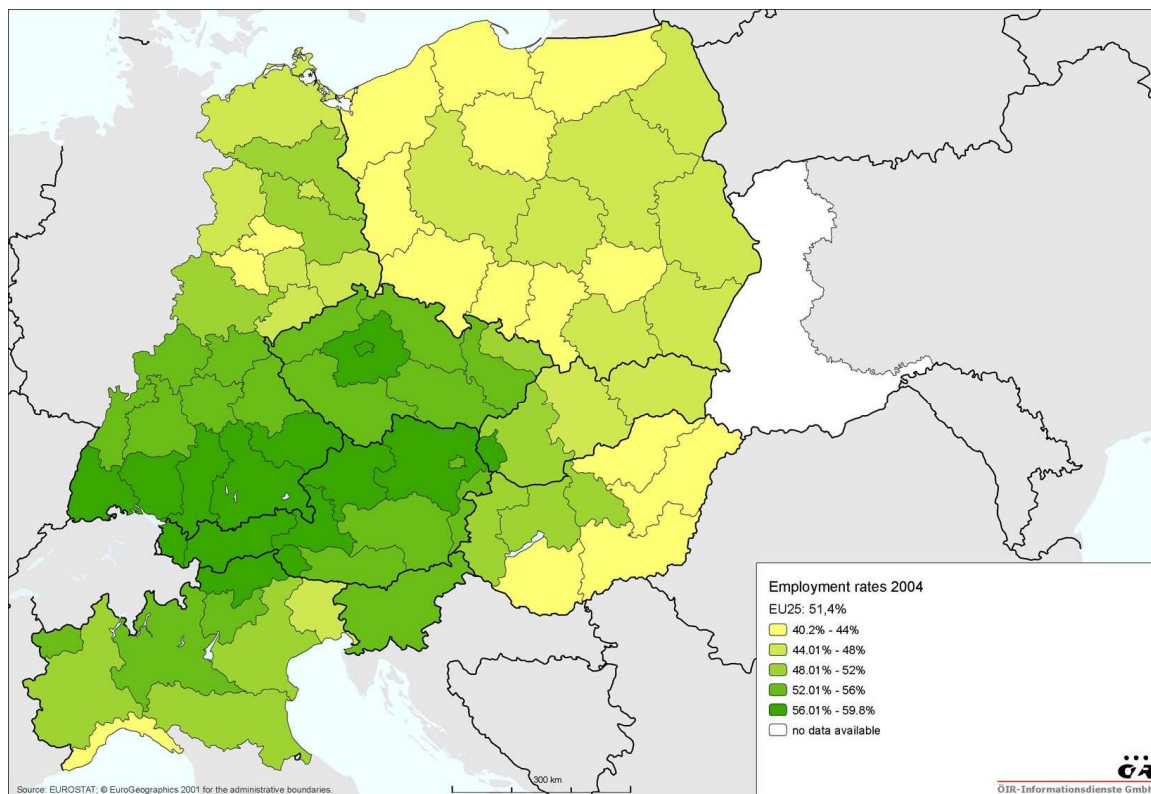 Employment rates 2004
EU25: 51,4%
40.2% - 44%
44.01% - 48%
48.01% - 52%
52.01% - 56%
56.01% - 59.8%
no data available
300 km
Source: EUROSTAT; © EuroGeographics 2001 for the administrative boundaries.
ÖIR
ÖIR-Informationsdienste GmbH